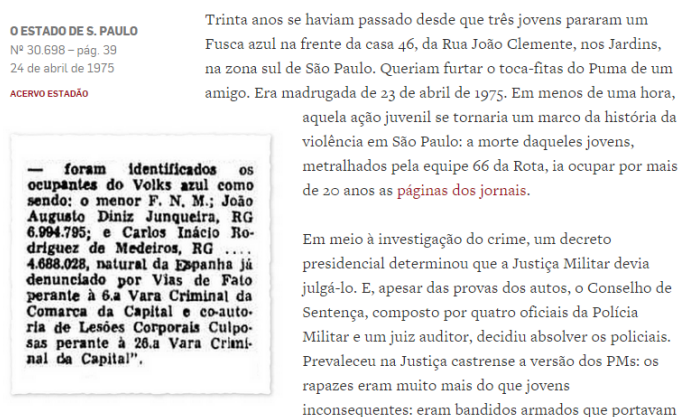 O ESTADO DE S. PAULO
Nº 30.698 – pág. 39
24 de abril de 1975
ACERVO ESTADÃO
— foram identificados os
ocupantes do Volks azul como
sendo: o menor F. N. M.; João
Augusto Diniz Junqueira, RG
6.994.795; e Carlos Inácio Ro-
driguez de Medeiros, RG ....
4.688.028, natural da Espanha já
denunciado por Vias de Fato
perante à 6.a Vara Criminal da
Comarca da Capital e co-auto-
ria de Lesões Corporais Culpo-
sas perante à 26.a Vara Crimi-
nal da Capital".
Trinta anos se haviam passado desde que três jovens pararam um
Fusca azul na frente da casa 46, da Rua João Clemente, nos Jardins,
na zona sul de São Paulo. Queriam furtar o toca-fitas do Puma de um
amigo. Era madrugada de 23 de abril de 1975. Em menos de uma hora,
aquela ação juvenil se tornaria um marco da história da
violência em São Paulo: a morte daqueles jovens,
metralhados pela equipe 66 da Rota, ia ocupar por mais
de 20 anos as páginas dos jornais.
Em meio à investigação do crime, um decreto
presidencial determinou que a Justiça Militar devia
julgá-lo. E, apesar das provas dos autos, o Conselho de
Sentença, composto por quatro oficiais da Polícia
Militar e um juiz auditor, decidiu absolver os policiais.
Prevaleceu na Justiça castrense a versão dos PMs: os
rapazes eram muito mais do que jovens
inconsequentes: eram bandidos armados que portavam